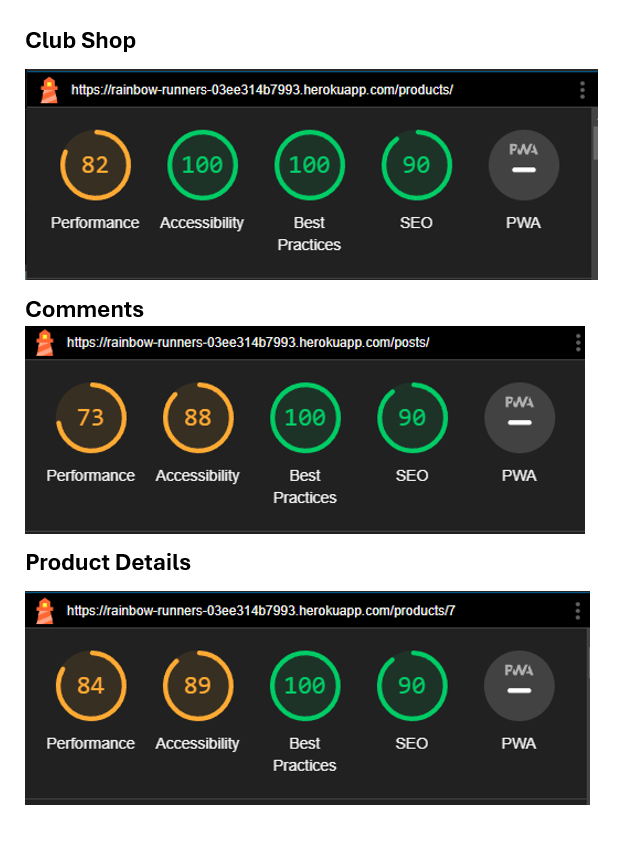 Club Shop
https://rainbow-runners-03ee314b7993.herokuapp.com/products/
82 100 100 90 PWA
Performance Accessibility Best Practices SEO PWA
Comments
https://rainbow-runners-03ee314b7993.herokuapp.com/posts/
73 88 100 90 PWA
Performance Accessibility Best Practices SEO PWA
Product Details
https://rainbow-runners-03ee314b7993.herokuapp.com/products/7
84 89 100 90 PWA
Performance Accessibility Best Practices SEO PWA